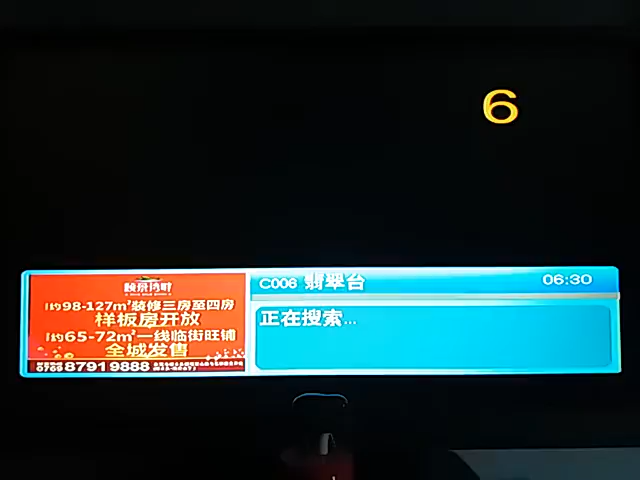 6
C006 翡翠台 06:30
正在搜索...
约98-127m²装修三房至四房
样板房开放
约65-72m²一线临街旺铺
全城发售
87919888